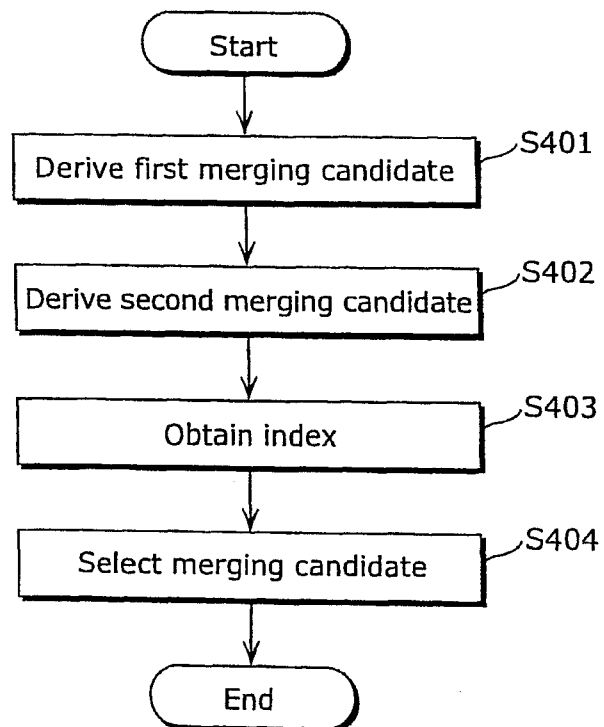 Start
S401
Derive first merging candidate
S402
Derive second merging candidate
S403
Obtain index
S404
Select merging candidate
End